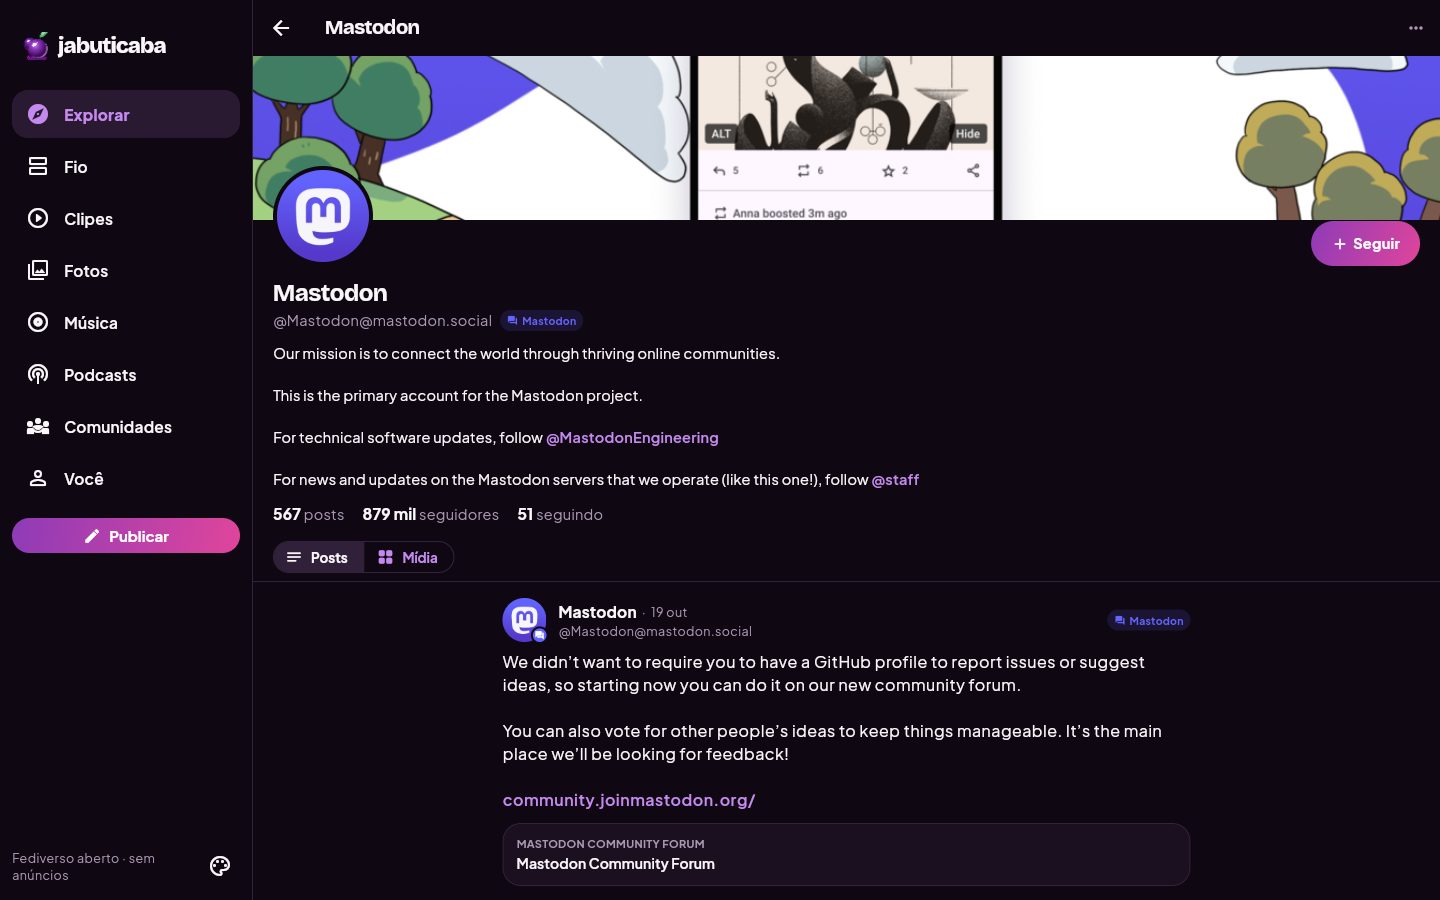 jabuticaba
Explorar
Fio
Clipes
Fotos
Música
Podcasts
Comunidades
Você
Publicar
Fediverso aberto · sem
anúncios
Mastodon
ALT
Hide
5
6
2
Anna boosted 3m ago
+ Seguir
Mastodon
@Mastodon@mastodon.social Mastodon
Our mission is to connect the world through thriving online communities.
This is the primary account for the Mastodon project.
For technical software updates, follow @MastodonEngineering
For news and updates on the Mastodon servers that we operate (like this one!), follow @staff
567 posts 879 mil seguidores 51 seguindo
Posts Mídia
Mastodon · 19 out
@Mastodon@mastodon.social
Mastodon
We didn’t want to require you to have a GitHub profile to report issues or suggest
ideas, so starting now you can do it on our new community forum.
You can also vote for other people’s ideas to keep things manageable. It’s the main
place we’ll be looking for feedback!
community.joinmastodon.org/
MASTODON COMMUNITY FORUM
Mastodon Community Forum